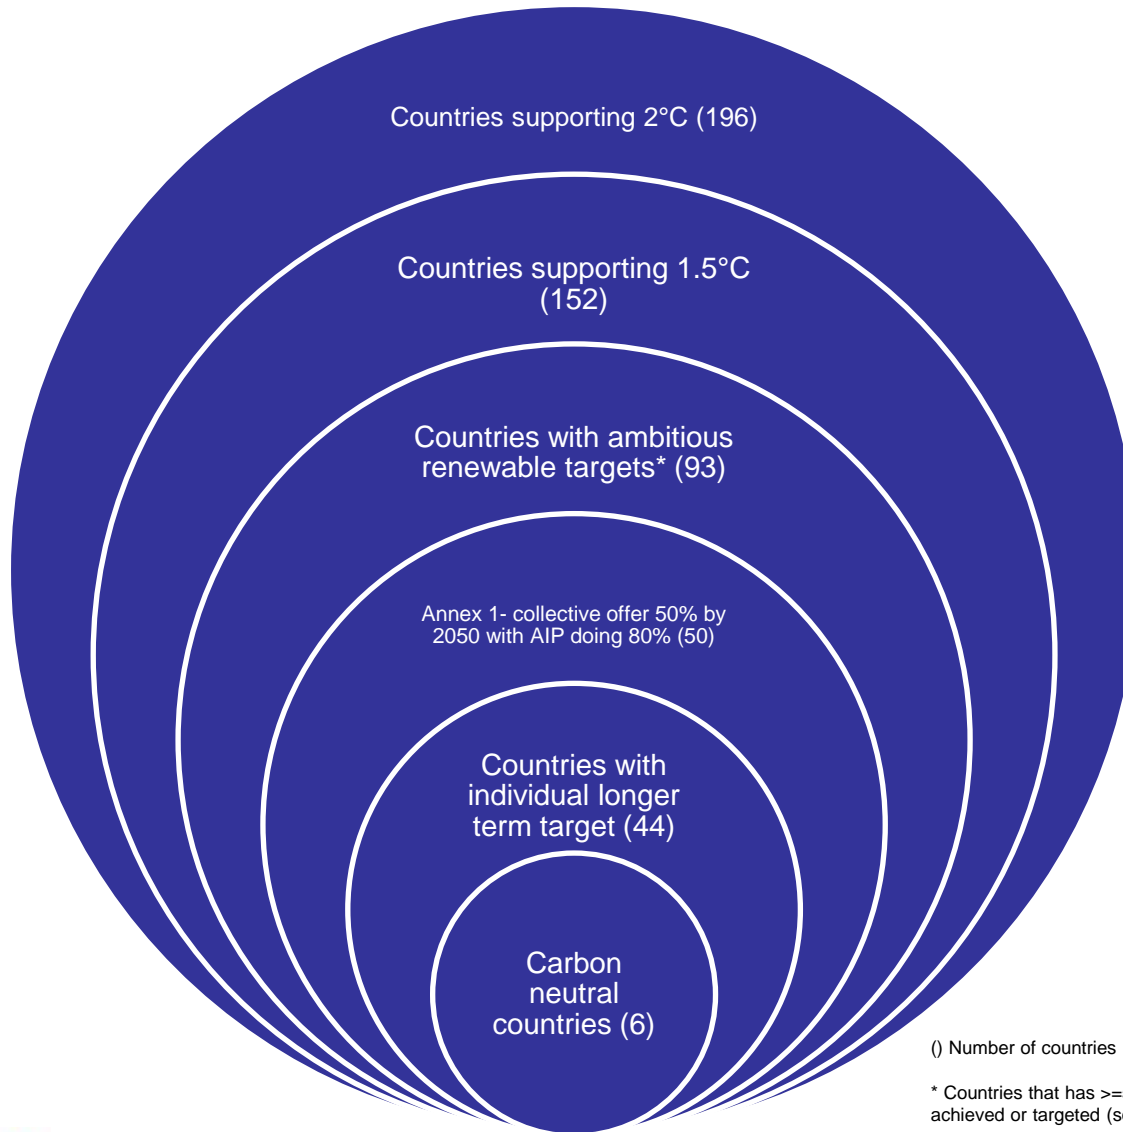 Countries supporting 2°C (196)
Countries supporting 1.5°C
(152)
Countries with ambitious
renewable targets* (93)
Annex 1- collective offer 50% by
2050 with AIP doing 80% (50)
Countries with
individual longer
term target (44)
Carbon
neutral
countries (6)
() Number of countries
* Countries that has >=
achieved or targeted